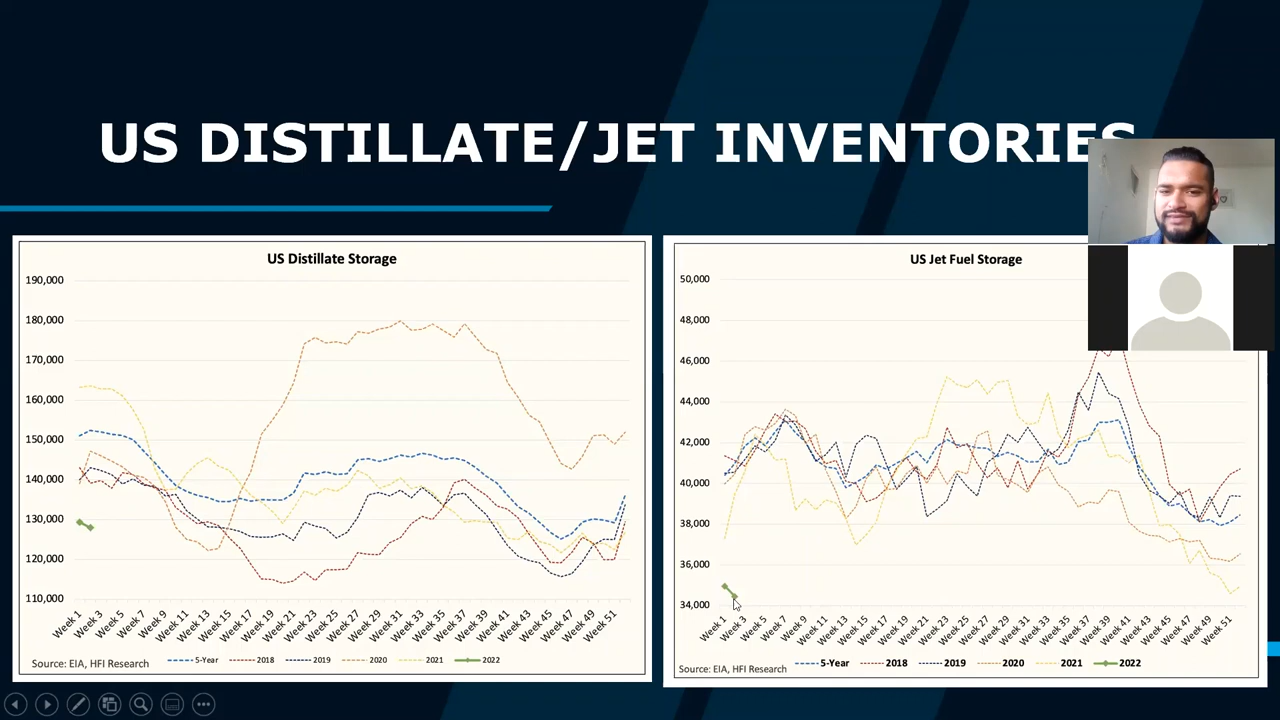 US DISTILLATE/JET INVENTORIES
US Distillate Storage
190,000
180,000
170,000
160,000
150,000
140,000
130,000
120,000
110,000
Week 1
Week 3
Week 5
Week 7
Week 9
Week 11
Week 13
Week 15
Week 17
Week 19
Week 21
Week 23
Week 25
Week 27
Week 29
Week 31
Week 33
Week 35
Week 37
Week 39
Week 41
Week 43
Week 45
Week 47
Week 49
Week 51
Source: EIA, HFI Research
5-Year 2018 2019 2020 2021 2022
US Jet Fuel Storage
50,000
48,000
46,000
44,000
42,000
40,000
38,000
36,000
34,000
Week 1
Week 3
Week 5
Week 7
Week 9
Week 11
Week 13
Week 15
Week 17
Week 19
Week 21
Week 23
Week 25
Week 27
Week 29
Week 31
Week 33
Week 35
Week 37
Week 39
Week 41
Week 43
Week 45
Week 47
Week 49
Week 51
Source: EIA, HFI Research
5-Year 2018 2019 2020 2021 2022